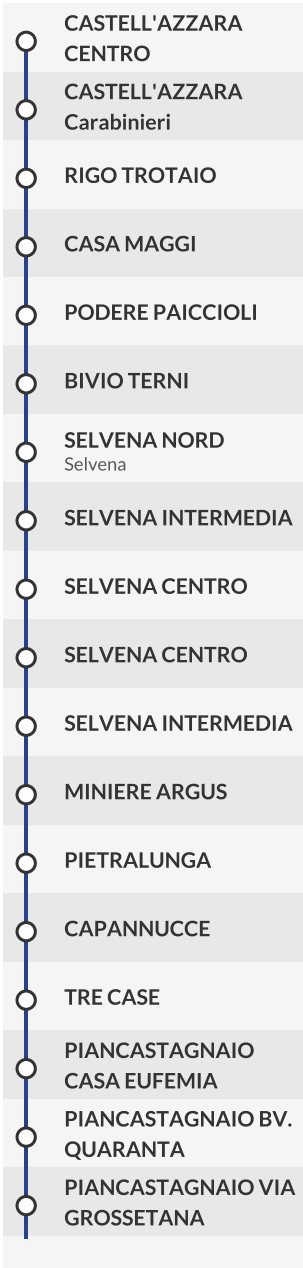 CASTELL'AZZARA
CENTRO
CASTELL'AZZARA
Carabinieri
RIGO TROTAIO
CASA MAGGI
PODERE PAICCIOLI
BIVIO TERNI
SELVENA NORD
Selvena
SELVENA INTERMEDIA
SELVENA CENTRO
SELVENA CENTRO
SELVENA INTERMEDIA
MINIERE ARGUS
PIETRALUNGA
CAPANNUCCE
TRE CASE
PIANCASTAGNAIO
CASA EUFEMIA
PIANCASTAGNAIO BV.
QUARANTA
PIANCASTAGNAIO VIA
GROSSETANA